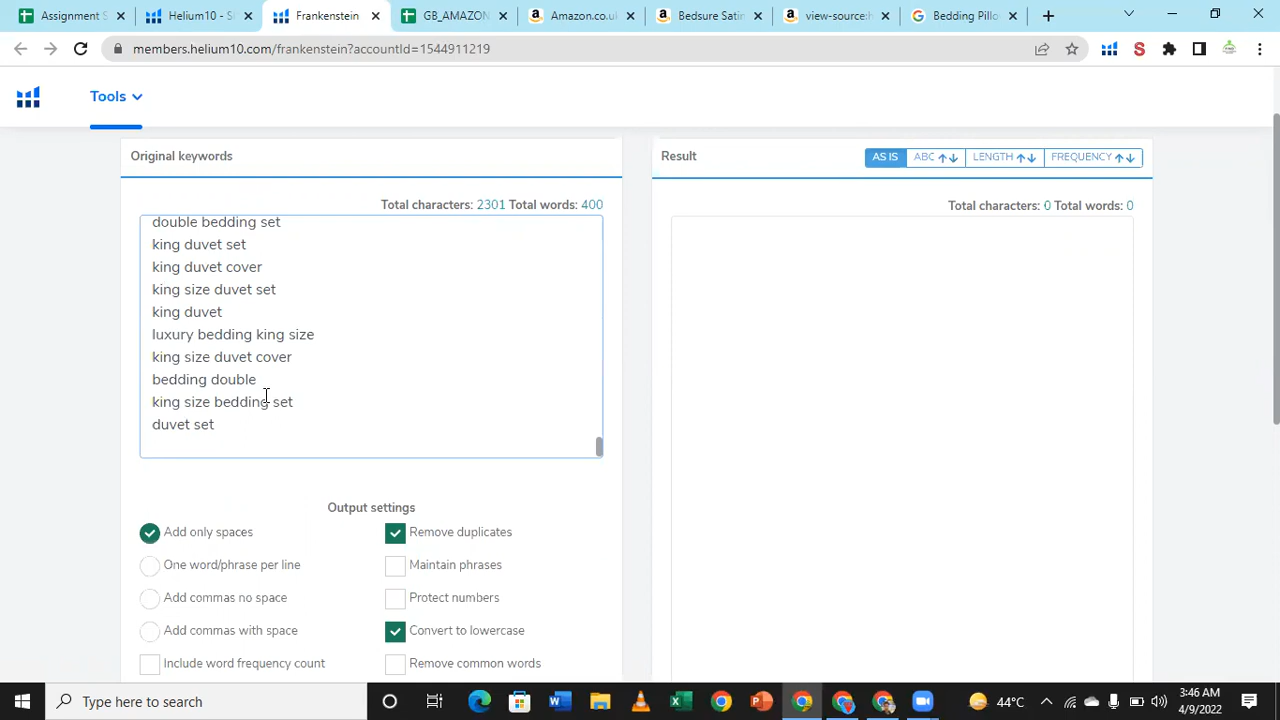 Assignment S
Helium10 - S
Frankenstein
GB_AMAZON
Amazon.co.uk
Bedsure Satin
view-source:h
Bedding Pillo
members.helium10.com/frankenstein?accountId=1544911219
Tools
Original keywords
Total characters: 2301 Total words: 400
double bedding set
king duvet set
king duvet cover
king size duvet set
king duvet
luxury bedding king size
king size duvet cover
bedding double
king size bedding set
duvet set
Output settings
Add only spaces
Remove duplicates
One word/phrase per line
Maintain phrases
Add commas no space
Protect numbers
Add commas with space
Convert to lowercase
Include word frequency count
Remove common words
Result
AS IS
ABC
LENGTH
FREQUENCY
Total characters: 0 Total words: 0
Type here to search
44°C
3:46 AM
4/9/2022